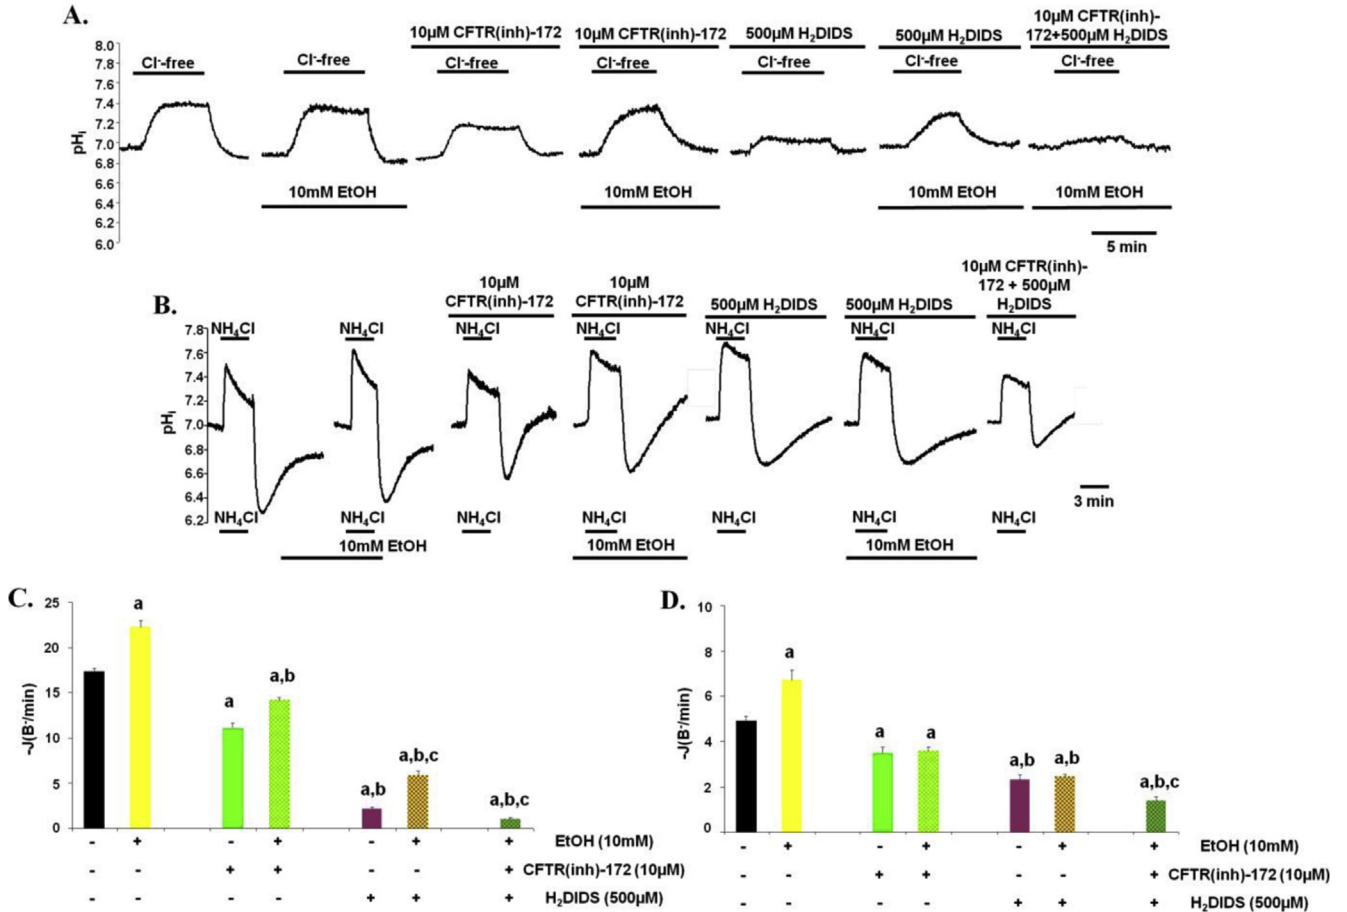 A.
10µM CFTR(inh)-172 10µM CFTR(inh)-172 500µM H₂DIDS 500µM H₂DIDS 10µM CFTR(inh)-
172+500µM H₂DIDS
Cl⁻-free Cl⁻-free Cl⁻-free Cl⁻-free Cl⁻-free Cl⁻-free Cl⁻-free
8.0
7.8
7.6
7.4
7.2
7.0
6.8
6.6
6.4
6.2
6.0
pHᵢ
10mM EtOH 10mM EtOH 10mM EtOH 10mM EtOH
5 min
B.
10µM
CFTR(inh)-172
10µM
CFTR(inh)-172
500µM H₂DIDS
500µM H₂DIDS
10µM CFTR(inh)-
172 + 500µM
H₂DIDS
NH₄Cl NH₄Cl NH₄Cl NH₄Cl NH₄Cl NH₄Cl NH₄Cl
7.8
7.6
7.4
7.2
7.0
6.8
6.6
6.4
6.2
pHᵢ
3 min
NH₄Cl NH₄Cl NH₄Cl NH₄Cl NH₄Cl NH₄Cl NH₄Cl
10mM EtOH 10mM EtOH 10mM EtOH
C.
25
20
15
10
5
0
-J(B⁻/min)
a
a
a,b
a,b
a,b,c
a,b,c
- + - + - + + EtOH (10mM)
- - + + - - + CFTR(inh)-172 (10µM)
- - - - + + + H₂DIDS (500µM)
D.
10
8
6
4
2
0
-J(B⁻/min)
a
a
a
a,b
a,b
a,b,c
- + - + - + + EtOH (10mM)
- - + + - - + CFTR(inh)-172 (10µM)
- - - - + + + H₂DIDS (500µM)